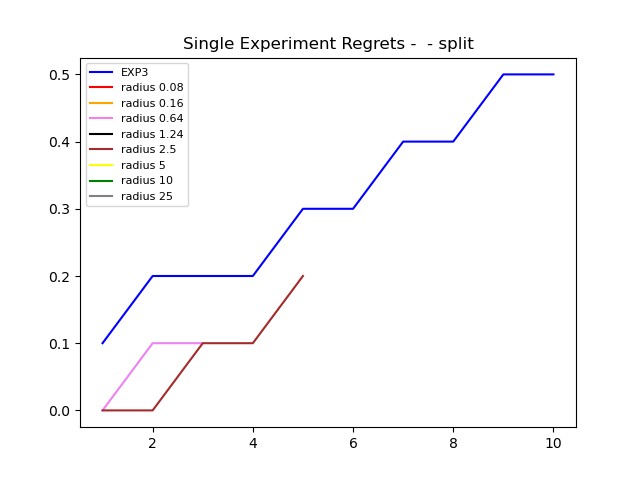 Single Experiment Regrets -  - split
EXP3
radius 0.08
radius 0.16
radius 0.64
radius 1.24
radius 2.5
radius 5
radius 10
radius 25
0.5
0.4
0.3
0.2
0.1
0.0
2 4 6 8 10